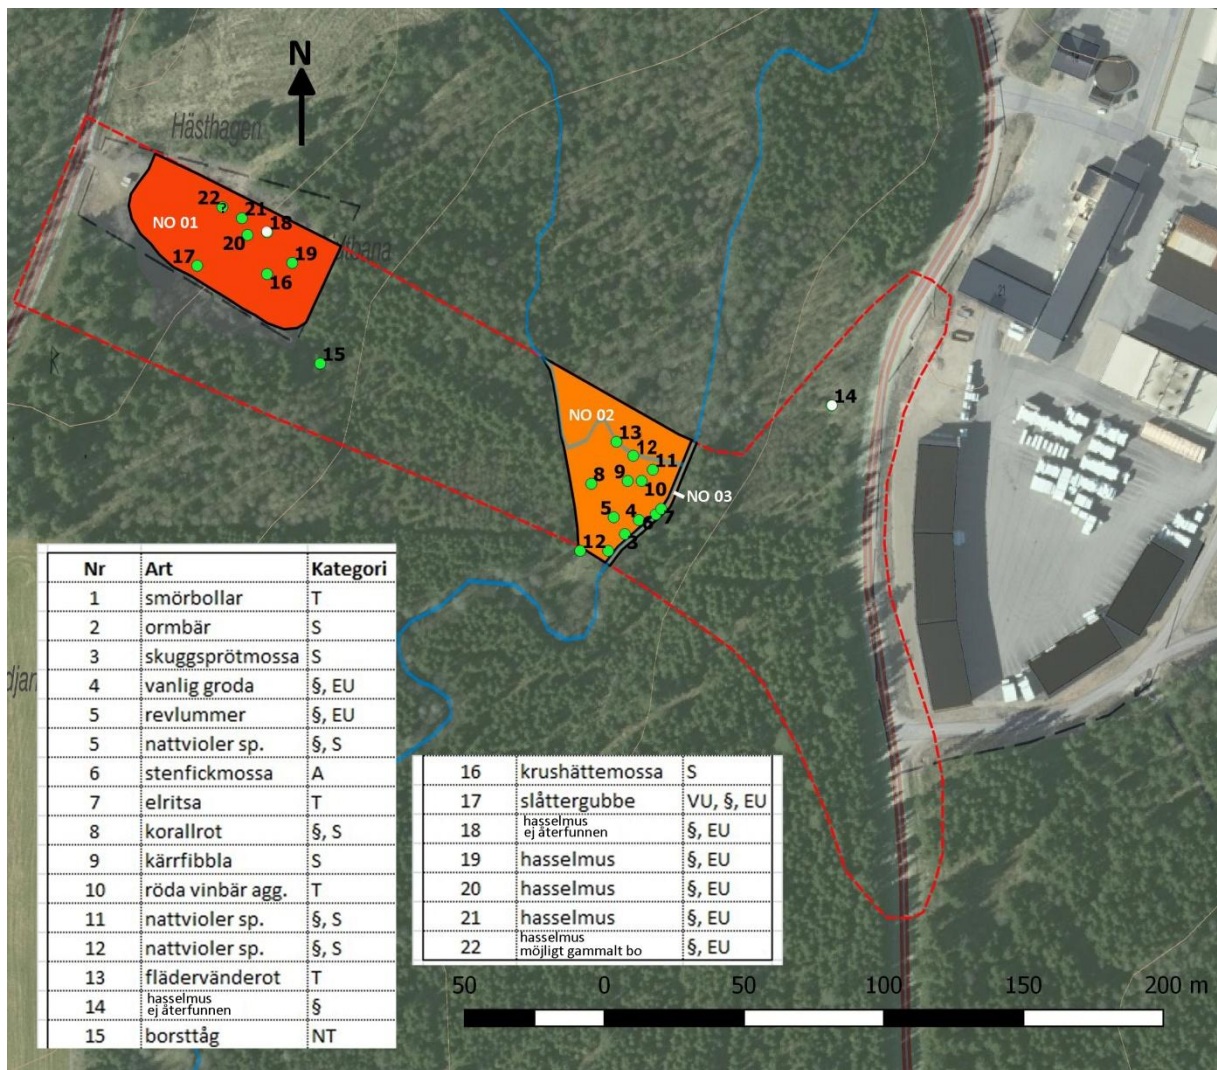 N
Hästhagen
22
21
18
NO 01
20
17
19
16
15
14
NO 02
13
12
11
9
8
10
NO 03
5
4
6
7
3
12
21
Nr Art Kategori
1 smörbollar T
2 ormbär S
3 skuggsprötmossa S
4 vanlig groda §, EU
5 revlummer §, EU
5 nattvioler sp. §, S
6 stenfickmossa A
7 elritsa T
8 korallrot §, S
9 kärrfibbla S
10 röda vinbär agg. T
11 nattvioler sp. §, S
12 nattvioler sp. §, S
13 flädervänderot T
14 hasselmus
ej återfunnen §
15 borsttåg NT
16 krushättemossa S
17 slåttergubbe VU, §, EU
18 hasselmus
ej återfunnen §, EU
19 hasselmus §, EU
20 hasselmus §, EU
21 hasselmus §, EU
22 hasselmus
möjligt gammalt bo §, EU
50 0 50 100 150 200 m